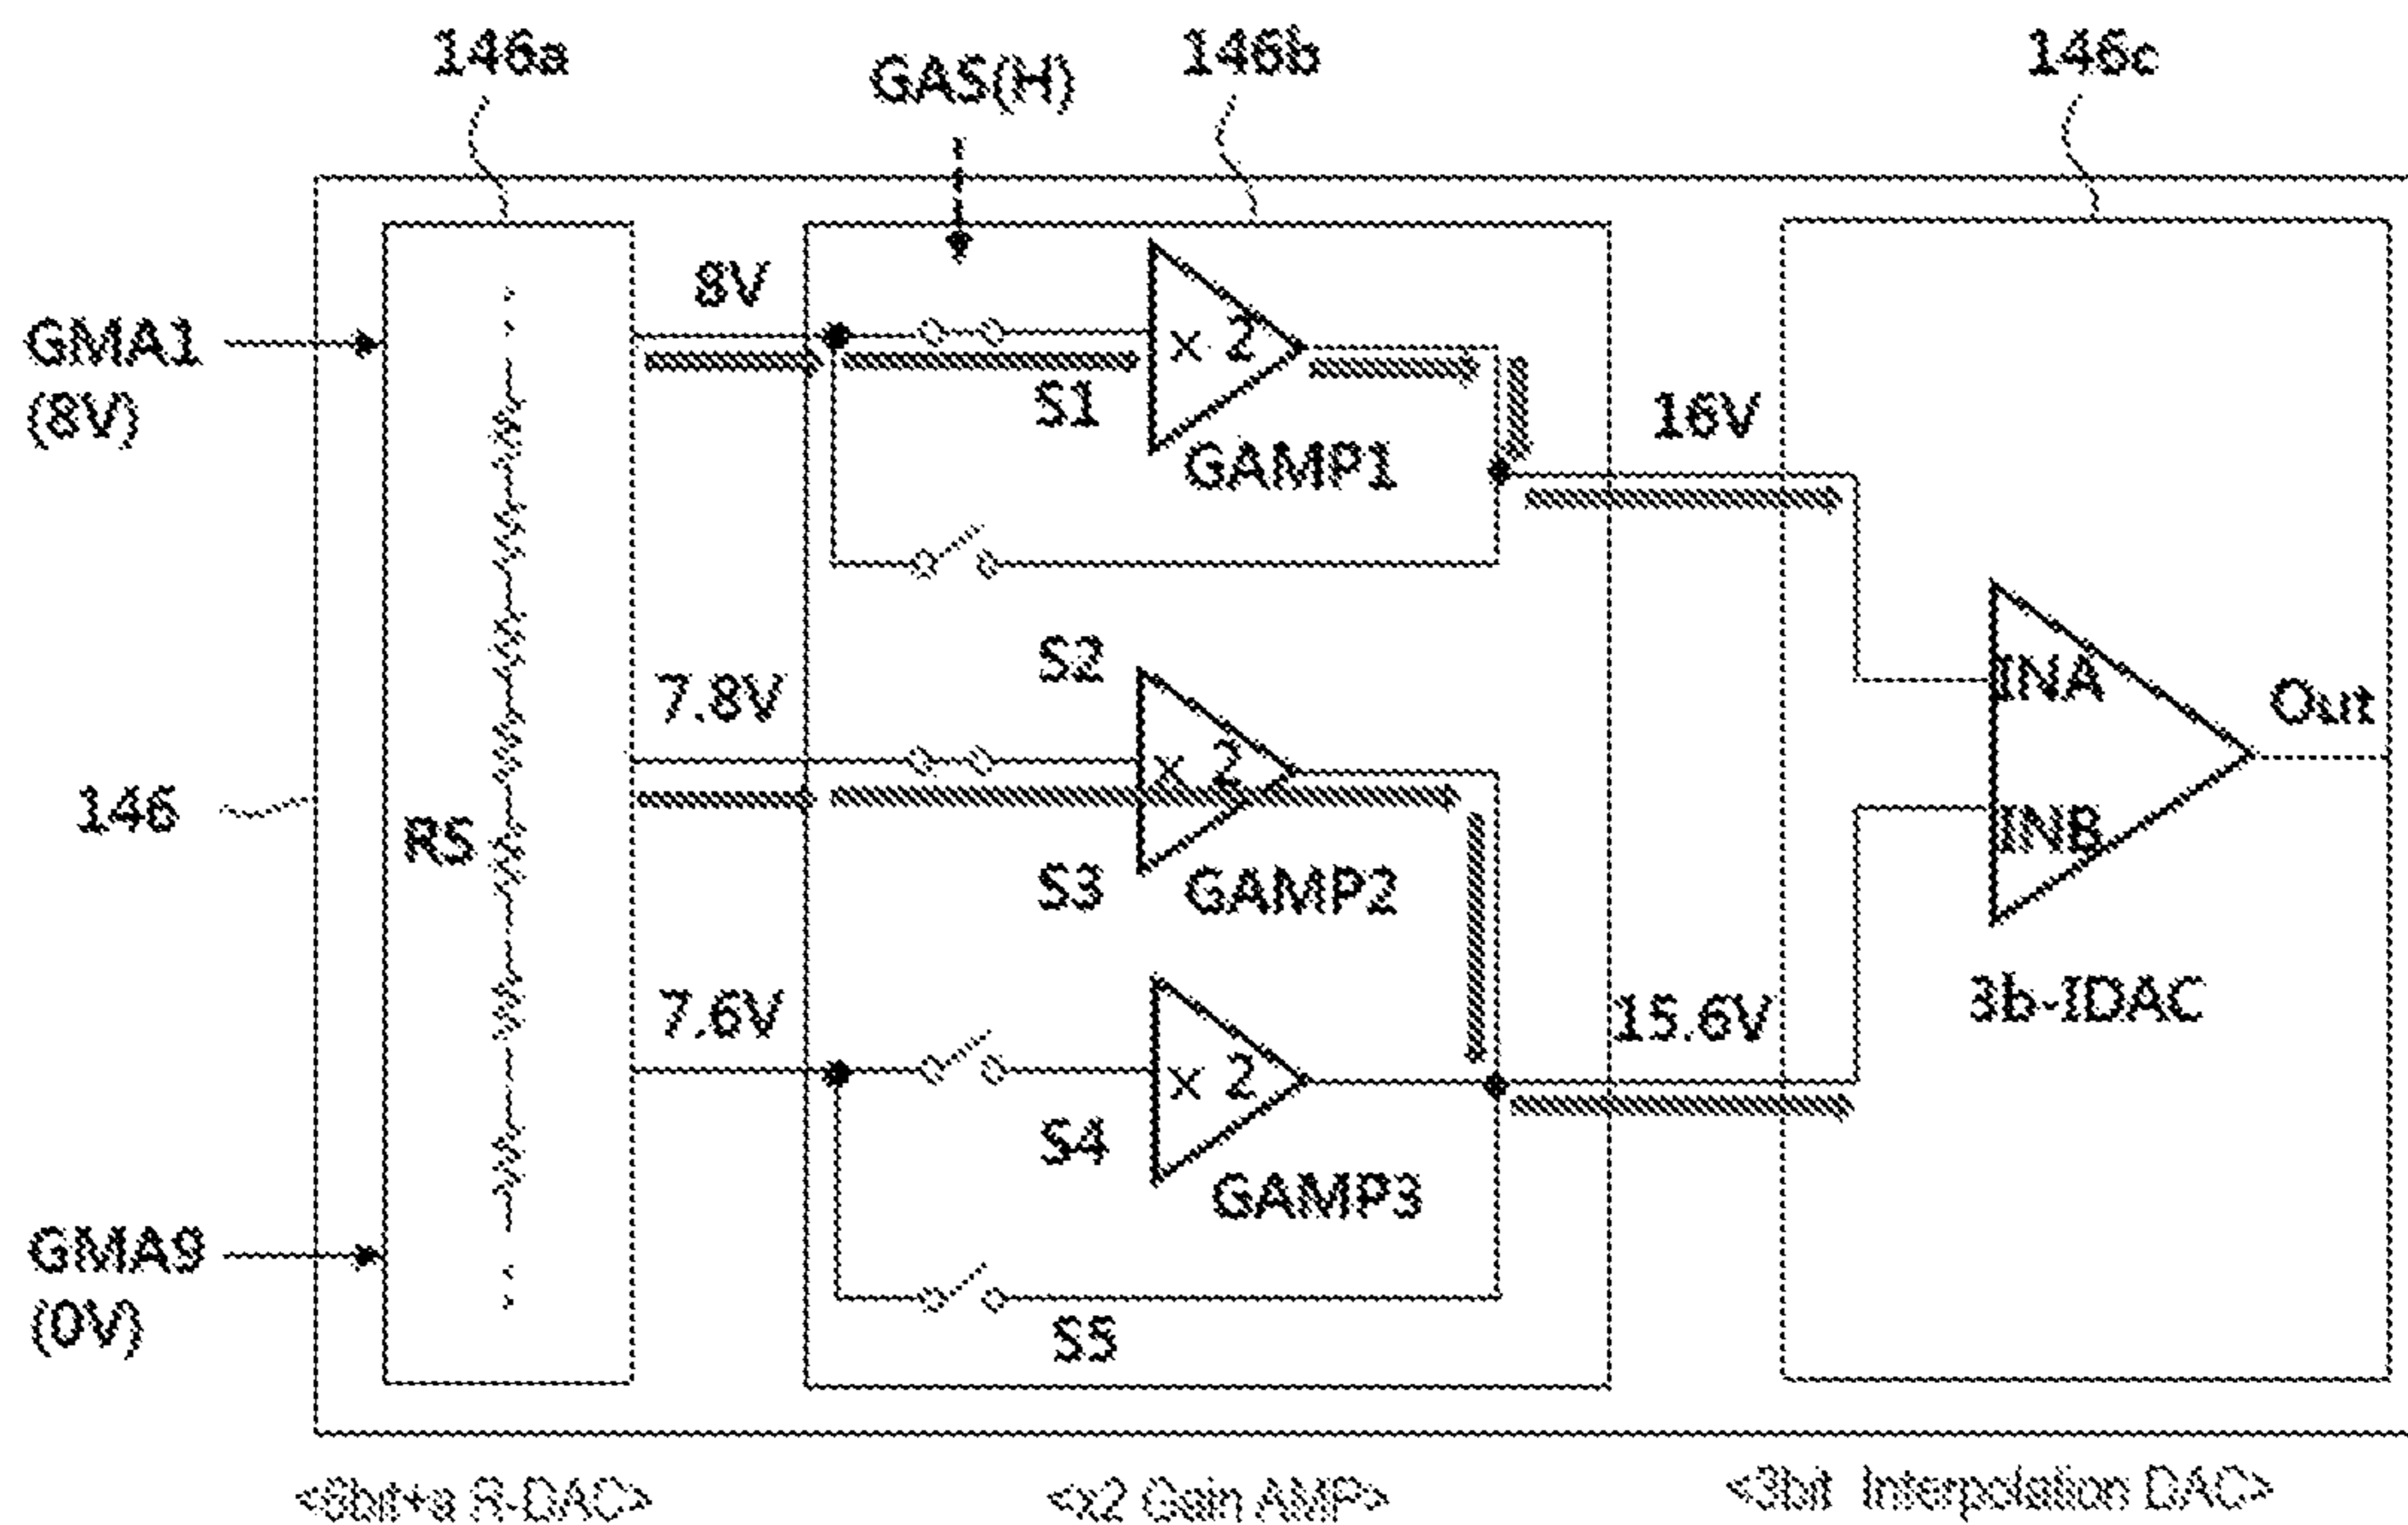 146a
GAS(H)
146b
146c
GMA1
(8V)
8V
x 2
S1
GAMP1
16V
S2
7.8V
x 2
INA
Out
146
RS
INB
S3
GAMP2
3b-IDAC
7.6V
15.6V
x 2
S4
GAMP3
GMA9
(0V)
S5
R-DAC>
<x2 Gain AMP>
<3bit Interpolation DAC>